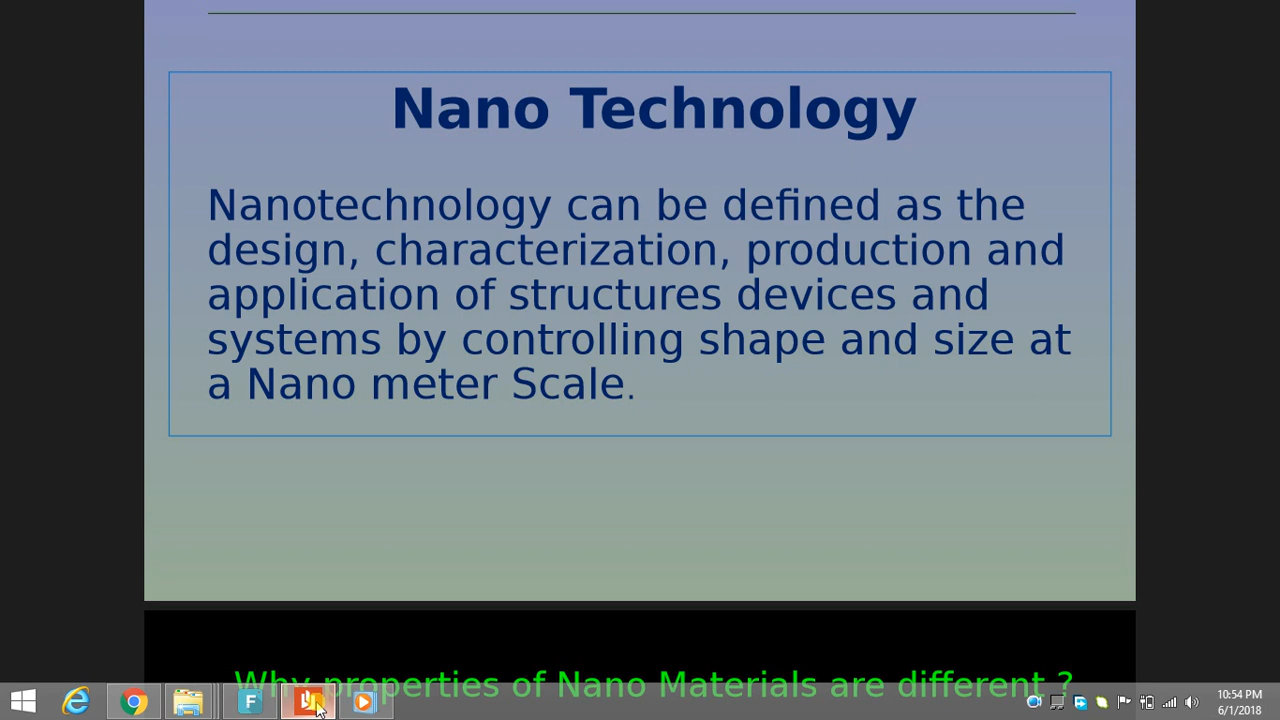 Nano Technology
Nanotechnology can be defined as the
design, characterization, production and
application of structures devices and
systems by controlling shape and size at
a Nano meter Scale.
Why properties of Nano Materials are different ?
F
10:54 PM
6/1/2018